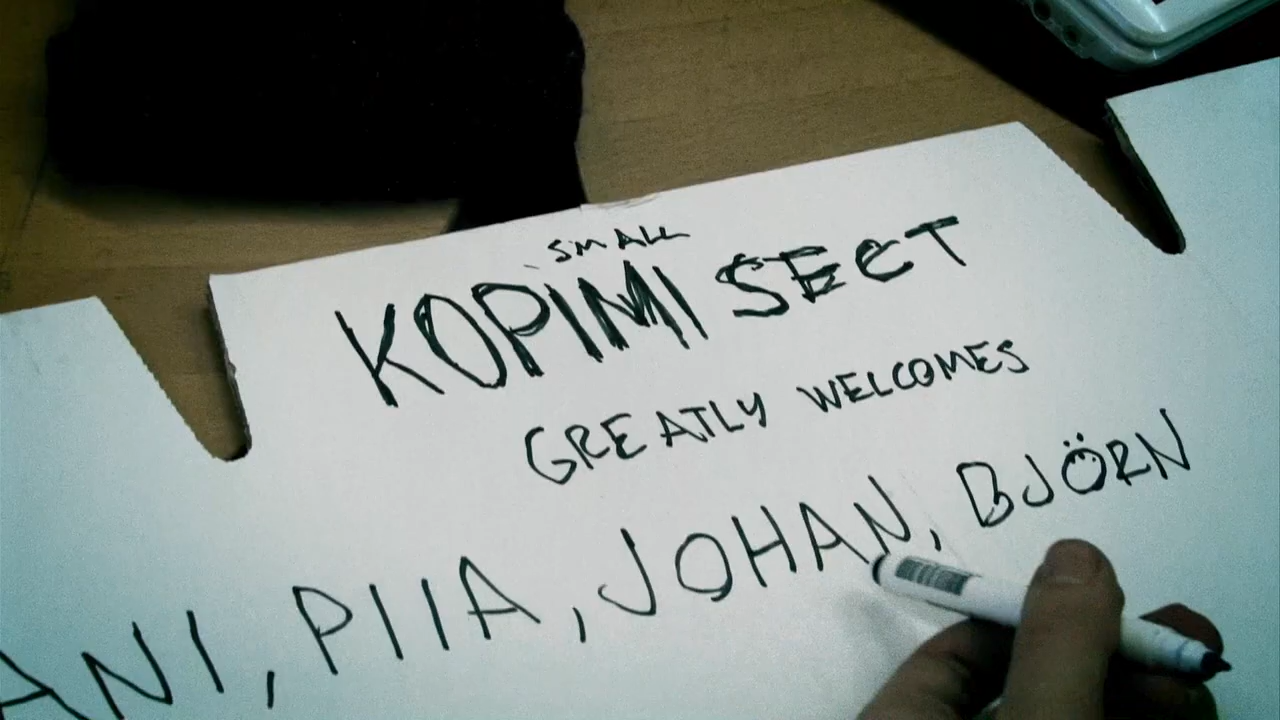 SMALL
KOPIMI SECT
GREATLY WELCOMES
ANI, PIIA, JOHAN, BJÖRN